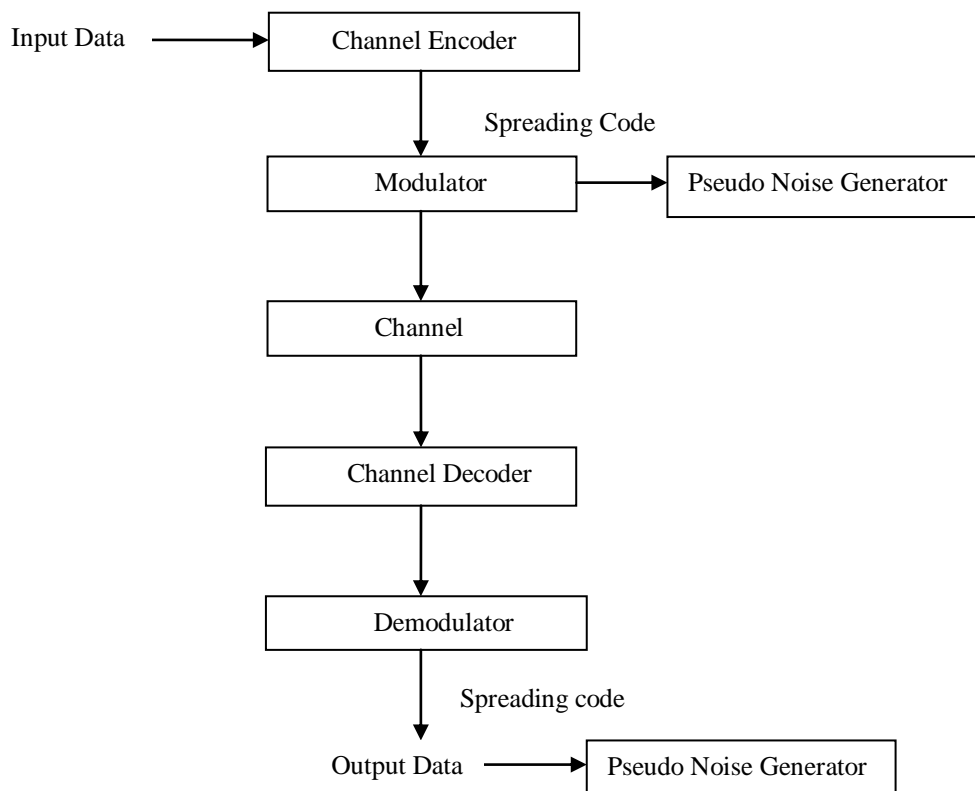 Input Data
Channel Encoder
Spreading Code
Modulator
Pseudo Noise Generator
Channel
Channel Decoder
Demodulator
Spreading code
Output Data
Pseudo Noise Generator